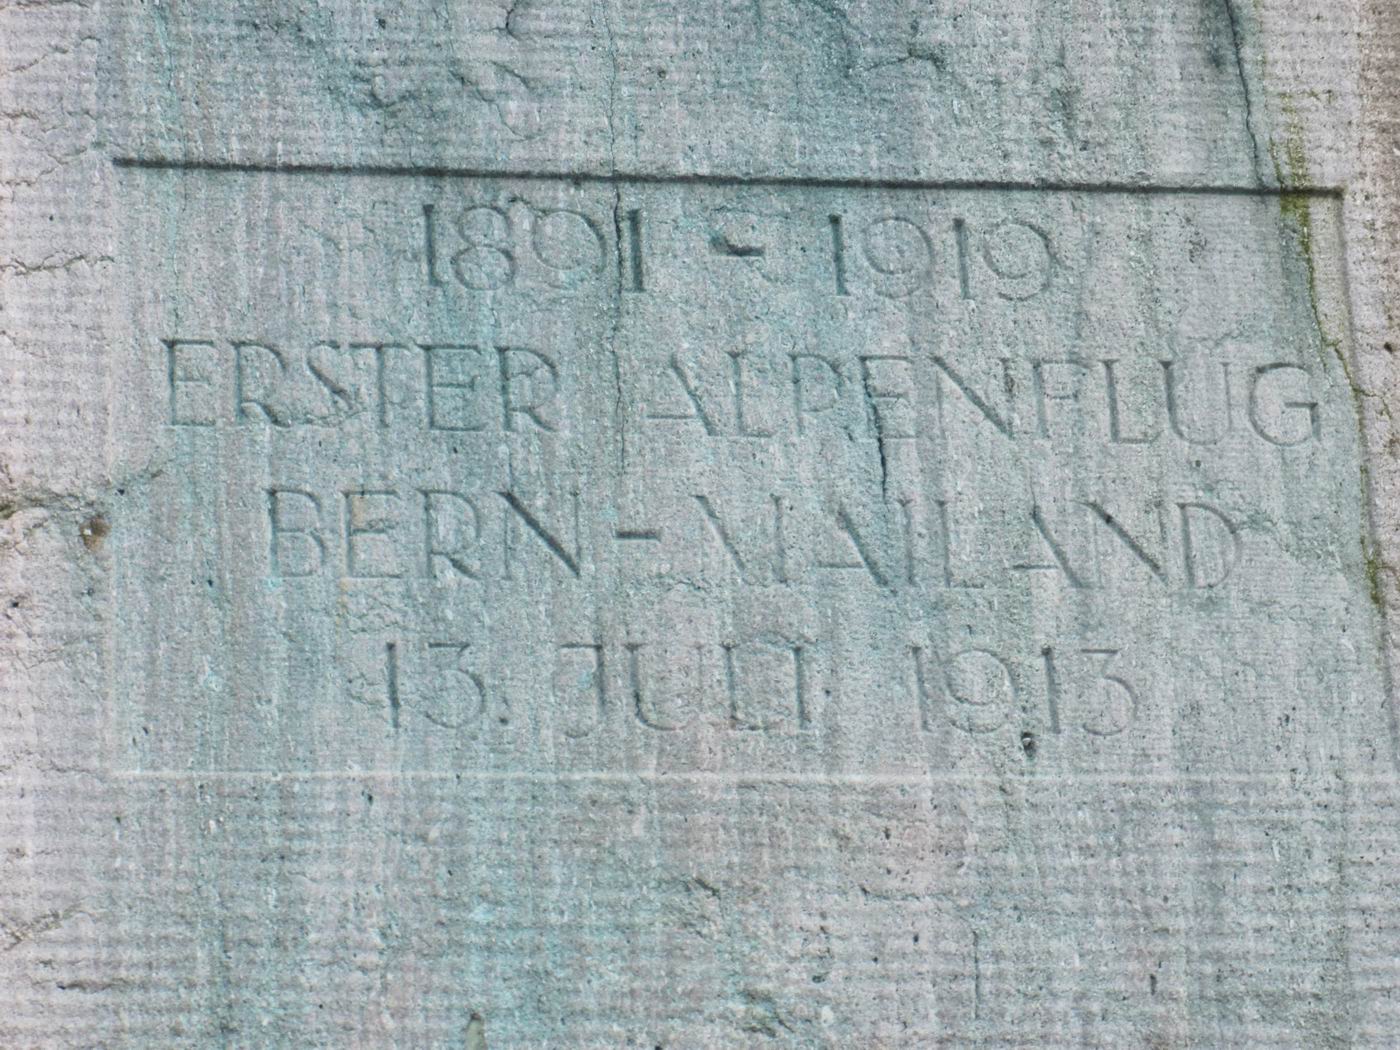 1891 - 1919
ERSTER ALPENFLUG
BERN - MAILAND
13. JULI 1913